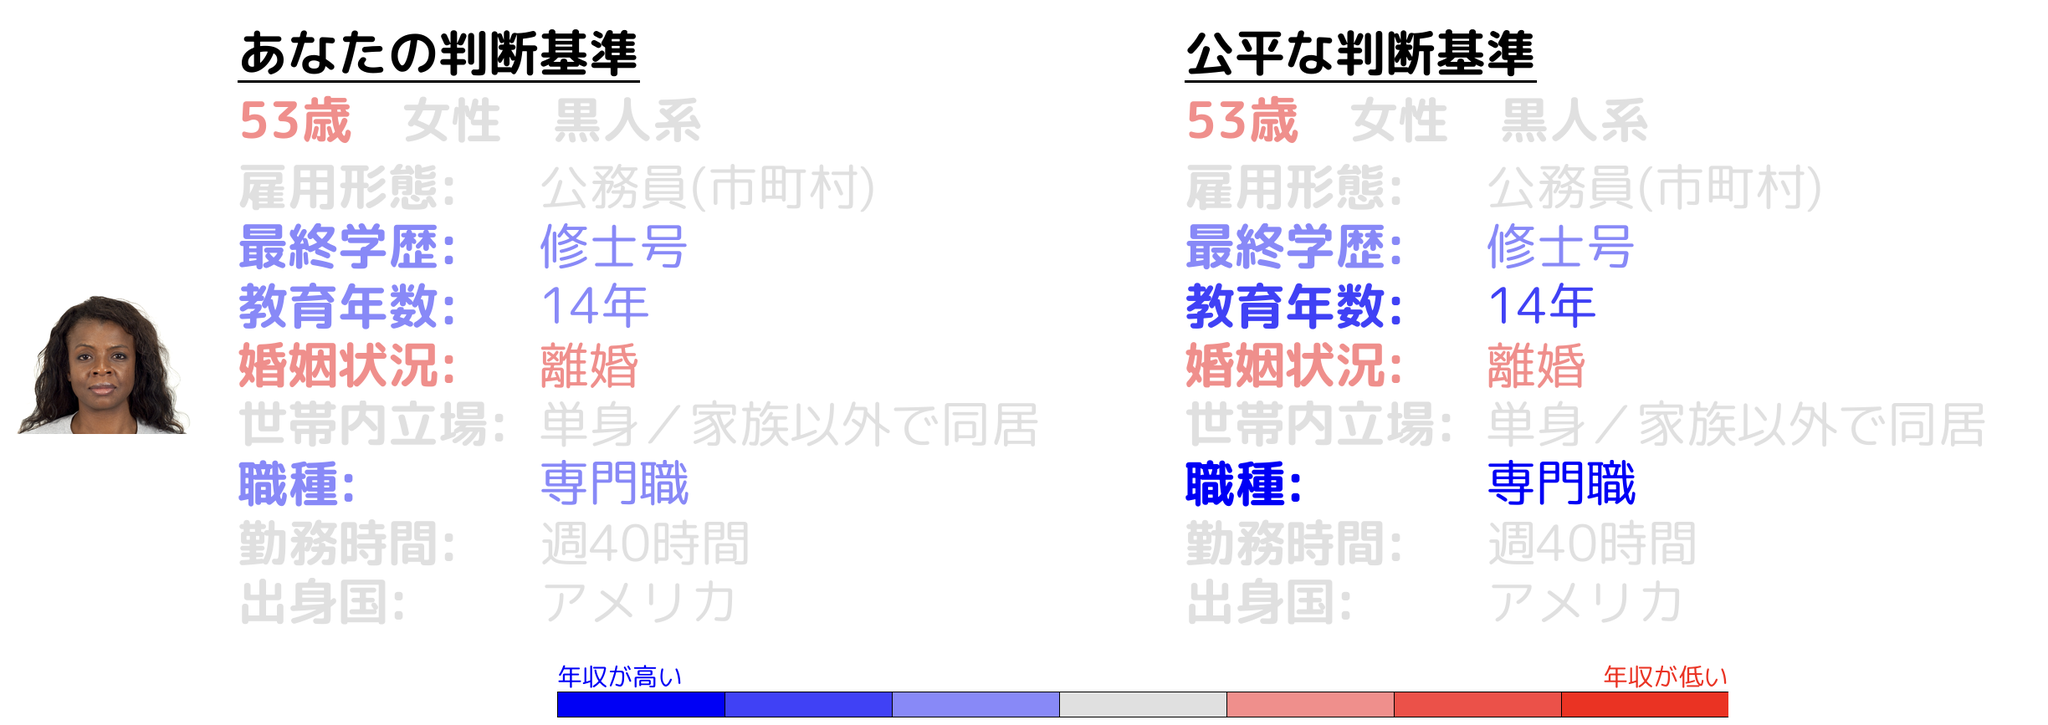 あなたの判断基準
53歳 女性 黒人系
雇用形態: 公務員(市町村)
最終学歴: 修士号
教育年数: 14年
婚姻状況: 離婚
世帯内立場: 単身／家族以外で同居
職種: 専門職
勤務時間: 週40時間
出身国: アメリカ
公平な判断基準
53歳 女性 黒人系
雇用形態: 公務員(市町村)
最終学歴: 修士号
教育年数: 14年
婚姻状況: 離婚
世帯内立場: 単身／家族以外で同居
職種: 専門職
勤務時間: 週40時間
出身国: アメリカ
年収が高い 年収が低い